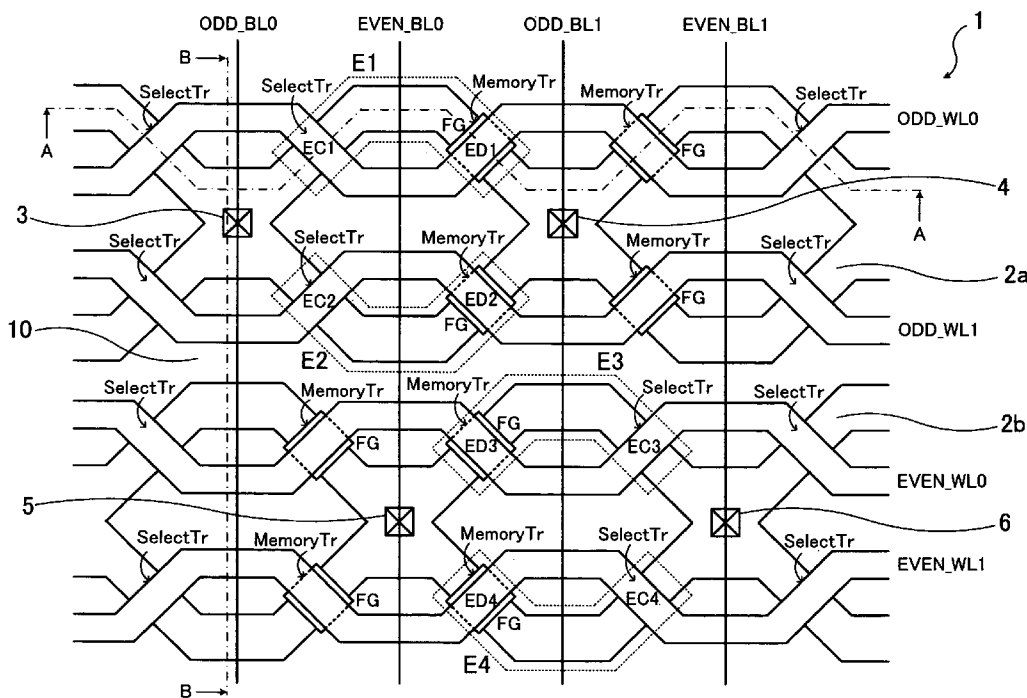 ODD_BL0 EVEN_BL0 ODD_BL1 EVEN_BL1
1
B
E1
SelectTr SelectTr MemoryTr MemoryTr SelectTr
ODD_WL0
A
FG
EC1 ED1 FG
4
3
A
SelectTr SelectTr MemoryTr MemoryTr SelectTr
2a
EC2 ED2 FG
FG
10
ODD_WL1
E2 E3
SelectTr MemoryTr MemoryTr SelectTr SelectTr
2b
FG
FG ED3 EC3
EVEN_WL0
5
6
SelectTr MemoryTr MemoryTr SelectTr SelectTr
EVEN_WL1
FG ED4 EC4
FG
E4
B